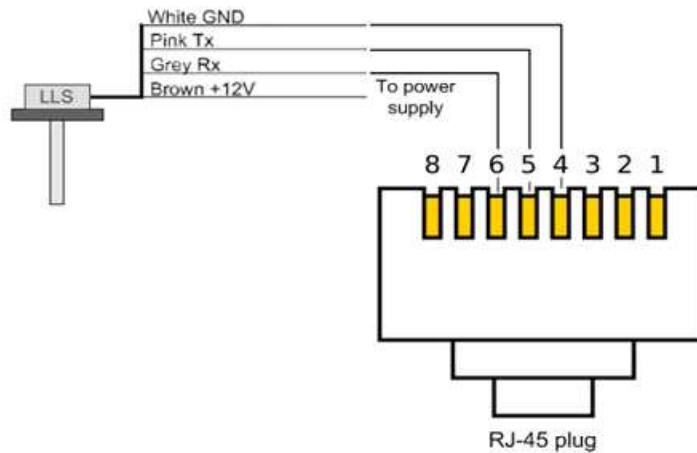 White GND
Pink Tx
Grey Rx
LLS
Brown +12V
To power
supply
8 7 6 5 4 3 2 1
RJ-45 plug